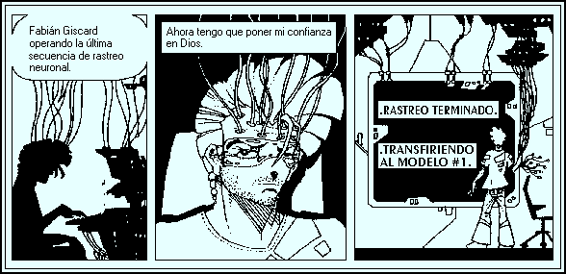 Fabián Giscard
operando la última
secuencia de rastreo
neuronal.
Ahora tengo que poner mi confianza
en Dios.
.RASTREO TERMINADO.
.TRANSFIRIENDO
AL MODELO #1.